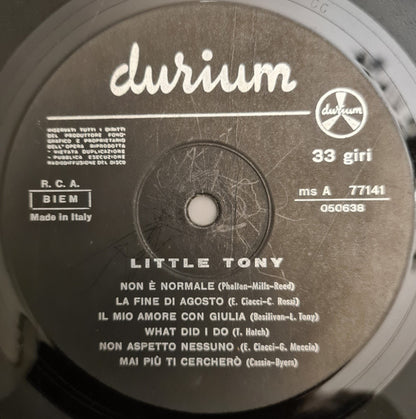 durium
durium
RISERVATI TUTTI I DIRITTI
DEL PRODUTTORE FONO-
GRAFICO E PROPRIETARIO
DELL'OPERA RIPRODOTTA
- VIETATA DUPLICAZIONE
- PUBBLICA ESECUZIONE
RADIODIFFUSIONE DEL DISCO
33 giri
R.C.A.
BIEM
Made in Italy
ms A 77141
050638
LITTLE TONY
NON È NORMALE (Phelten-Mills-Reed)
LA FINE DI AGOSTO (E. Ciacci-C. Rossi)
IL MIO AMORE CON GIULIA (Basilivan-L. Tony)
WHAT DID I DO (T. Hatch)
NON ASPETTO NESSUNO (E. Ciacci-G. Meccia)
MAI PIÙ TI CERCHERÒ (Cassia-Byers)